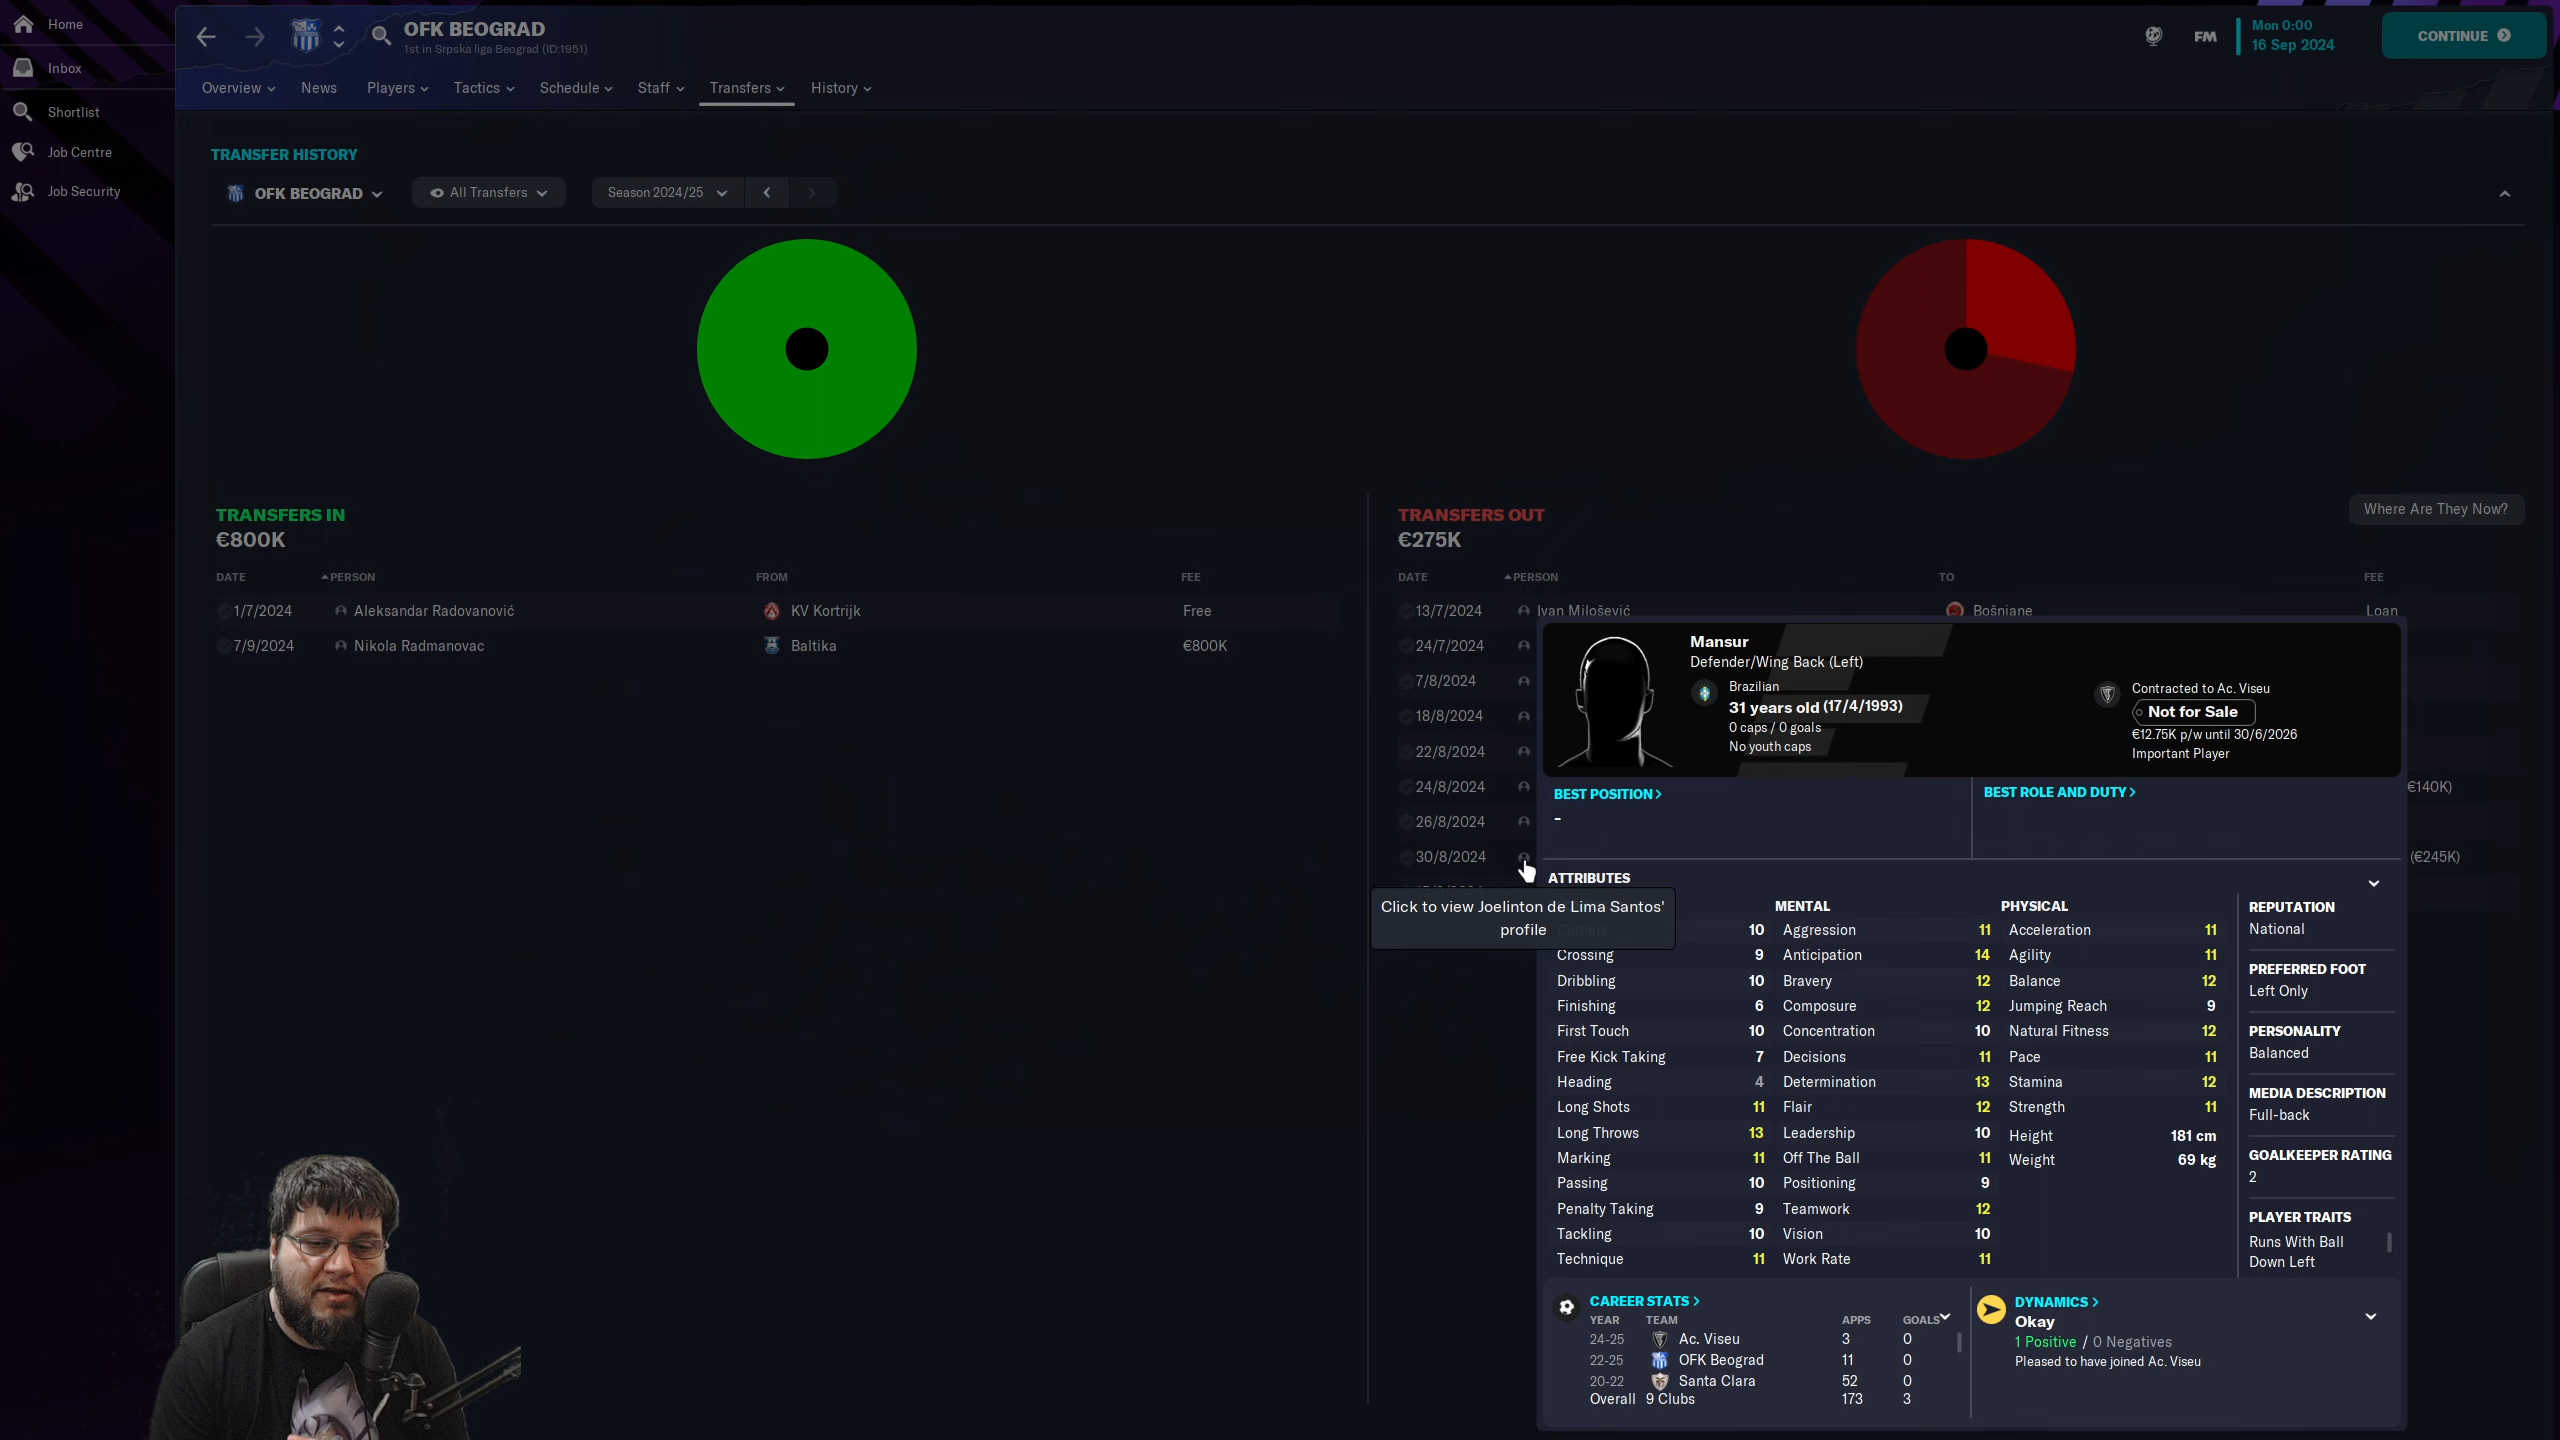 Home
Inbox
Shortlist
Job Centre
Job Security
OFK BEOGRAD
1st in Srpska liga Beograd (ID:1951)
FM
Mon 0:00
16 Sep 2024
CONTINUE
Overview
News
Players
Tactics
Schedule
Staff
Transfers
History
TRANSFER HISTORY
OFK BEOGRAD
All Transfers
Season 2024/25
TRANSFERS IN
€800K
DATE PERSON FROM FEE
1/7/2024 Aleksandar Radovanović KV Kortrijk Free
7/9/2024 Nikola Radmanovac Baltika €800K
TRANSFERS OUT
€275K
Where Are They Now?
DATE PERSON TO FEE
13/7/2024 Ivan Milošević Bošniane Loan
24/7/2024
7/8/2024
18/8/2024
22/8/2024
24/8/2024 €140K)
26/8/2024
30/8/2024 (€245K)
Click to view Joelinton de Lima Santos'
profile
Mansur
Defender/Wing Back (Left)
Brazilian
31 years old (17/4/1993)
0 caps / 0 goals
No youth caps
Contracted to Ac. Viseu
Not for Sale
€12.75K p/w until 30/6/2026
Important Player
BEST POSITION
-
BEST ROLE AND DUTY
ATTRIBUTES
10
Crossing 9
Dribbling 10
Finishing 6
First Touch 10
Free Kick Taking 7
Heading 4
Long Shots 11
Long Throws 13
Marking 11
Passing 10
Penalty Taking 9
Tackling 10
Technique 11
MENTAL
Aggression 11
Anticipation 14
Bravery 12
Composure 12
Concentration 10
Decisions 11
Determination 13
Flair 12
Leadership 10
Off The Ball 11
Positioning 9
Teamwork 12
Vision 10
Work Rate 11
PHYSICAL
Acceleration 11
Agility 11
Balance 12
Jumping Reach 9
Natural Fitness 12
Pace 11
Stamina 12
Strength 11
Height 181 cm
Weight 69 kg
REPUTATION
National
PREFERRED FOOT
Left Only
PERSONALITY
Balanced
MEDIA DESCRIPTION
Full-back
GOALKEEPER RATING
2
PLAYER TRAITS
Runs With Ball
Down Left
CAREER STATS
YEAR TEAM APPS GOALS
24-25 Ac. Viseu 3 0
22-25 OFK Beograd 11 0
20-22 Santa Clara 52 0
Overall 9 Clubs 173 3
DYNAMICS
Okay
1 Positive / 0 Negatives
Pleased to have joined Ac. Viseu